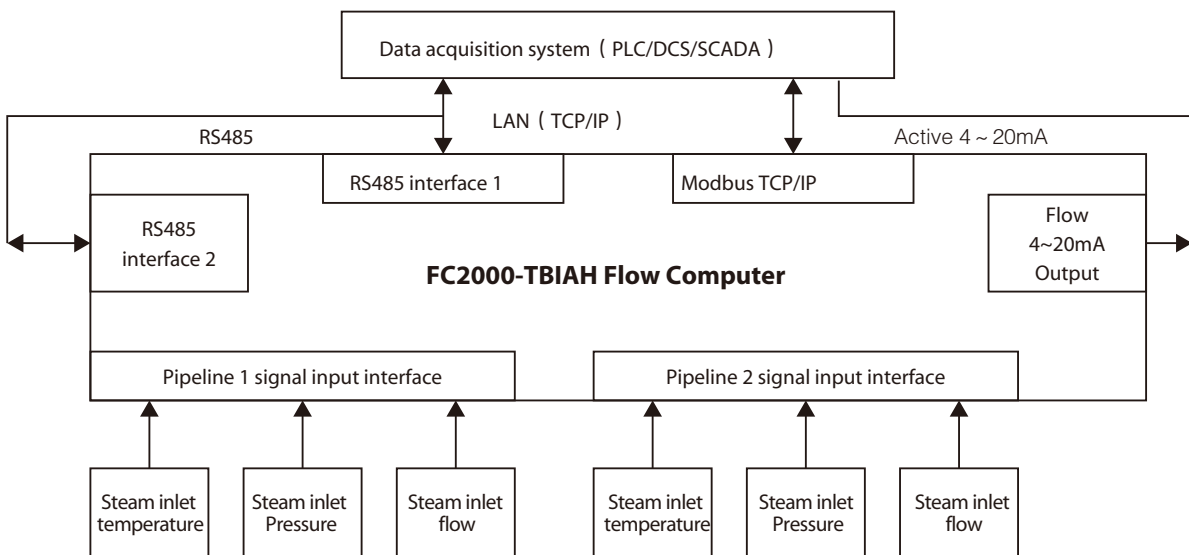 Data acquisition system ( PLC/DCS/SCADA )
LAN ( TCP/IP )
RS485
Active 4 ~ 20mA
RS485 interface 1
Modbus TCP/IP
RS485
interface 2
Flow
4~20mA
Output
FC2000-TBIAH Flow Computer
Pipeline 1 signal input interface
Pipeline 2 signal input interface
Steam inlet
temperature
Steam inlet
Pressure
Steam inlet
flow
Steam inlet
temperature
Steam inlet
Pressure
Steam inlet
flow